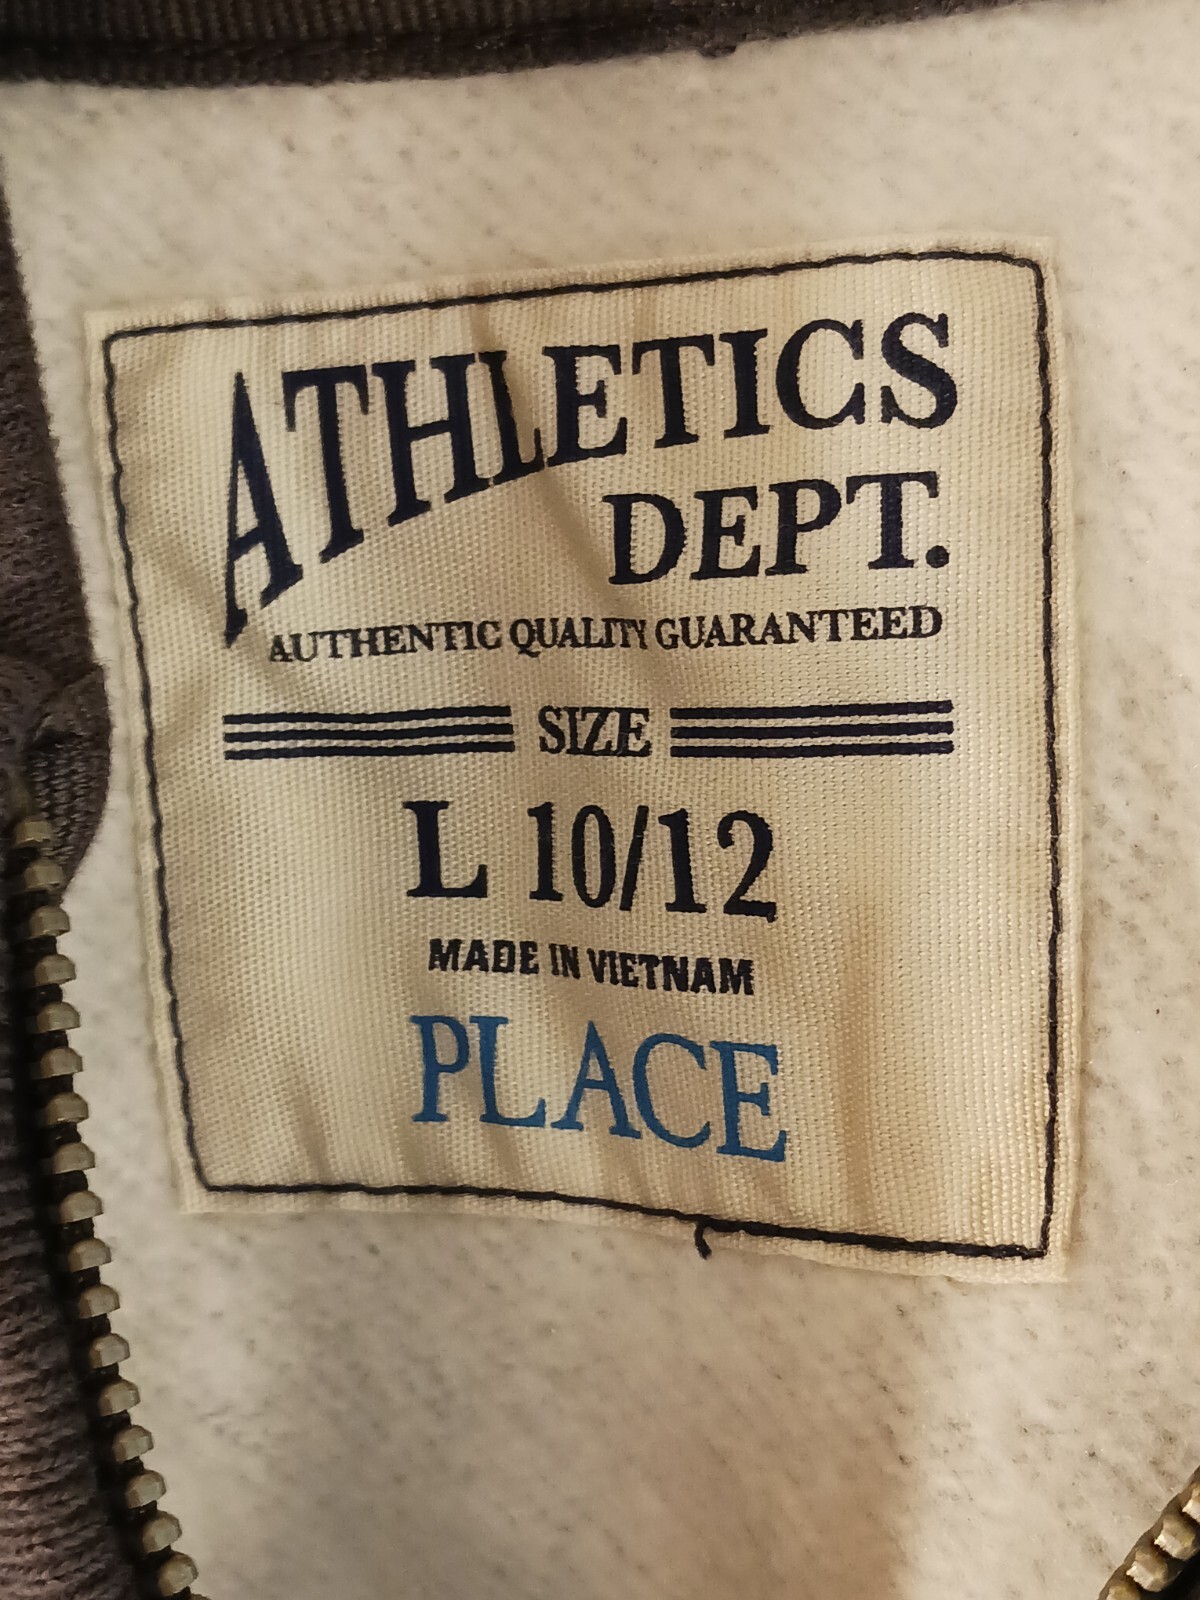 ATHLETICS
DEPT.
AUTHENTIC QUALITY GUARANTEED
SIZE
L 10/12
MADE IN VIETNAM
PLACE